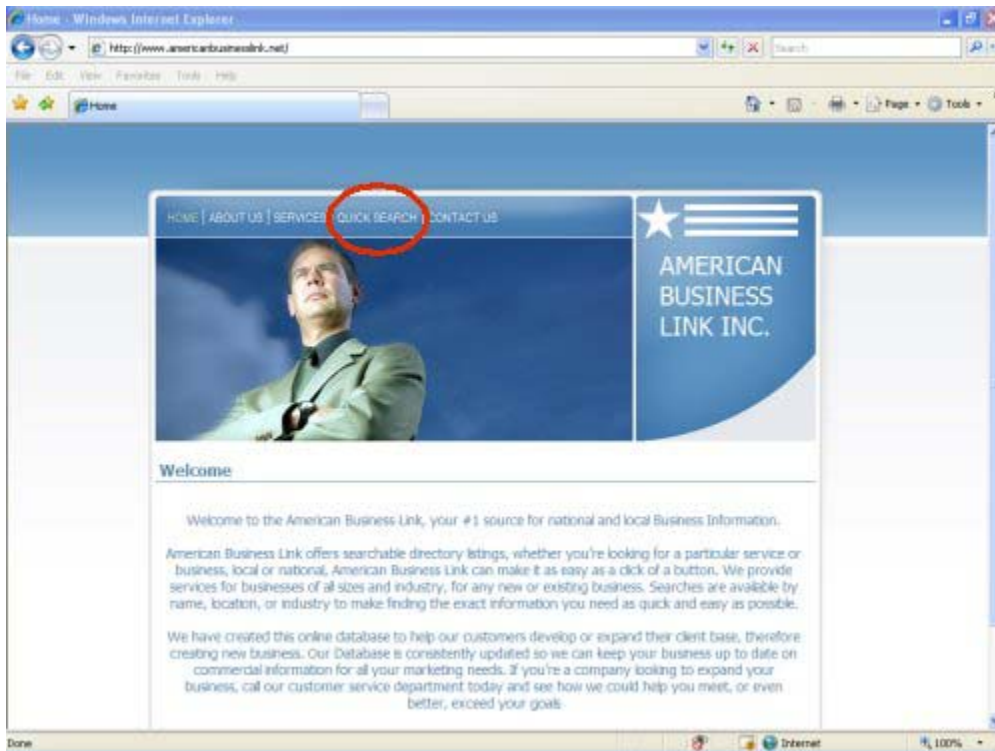 Home - Windows Internet Explorer
http://www.americanbusinesslink.net/
Search
File Edit View Favorites Tools Help
Home
Page Tools
HOME | ABOUT US | SERVICES | QUICK SEARCH | CONTACT US
AMERICAN
BUSINESS
LINK INC.
Welcome
Welcome to the American Business Link, your #1 source for national and local Business Information.
American Business Link offers searchable directory listings, whether you're looking for a particular service or
business, local or national, American Business Link can make it as easy as a click of a button. We provide
services for businesses of all sizes and industry, for any new or existing business. Searches are available by
name, location, or industry to make finding the exact information you need as quick and easy as possible.
We have created this online database to help our customers develop or expand their client base, therefore
creating new business. Our Database is consistently updated so we can keep your business up to date on
commercial information for all your marketing needs. If you're a company looking to expand your
business, call our customer service department today and see how we could help you meet, or even
better, exceed your goals
Done
Internet
100%